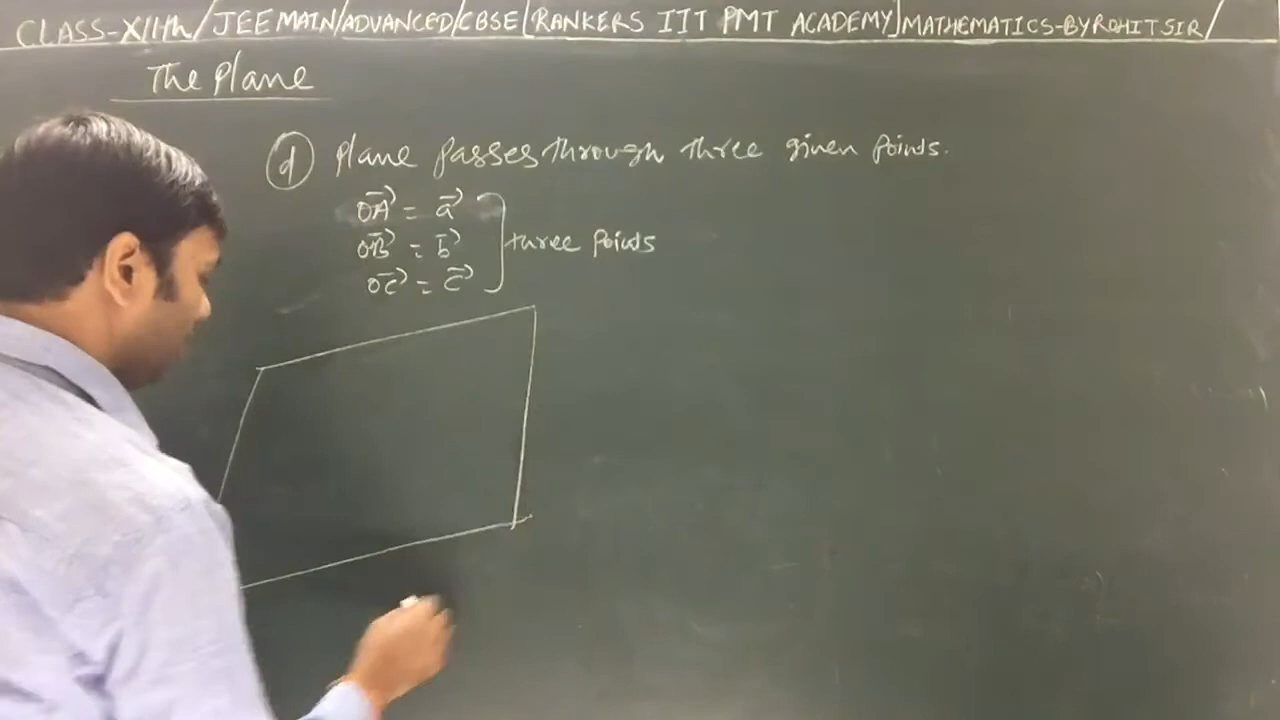 CLASS-XIIth/JEE MAIN/ADVANCED/CBSE[RANKERS IIT PMT ACADEMY]MATHEMATICS-BY ROHIT SIR/
The Plane
(d) Plane passes through three given points.
OA⃗ = a⃗
OB⃗ = b⃗ three points
OC⃗ = c⃗